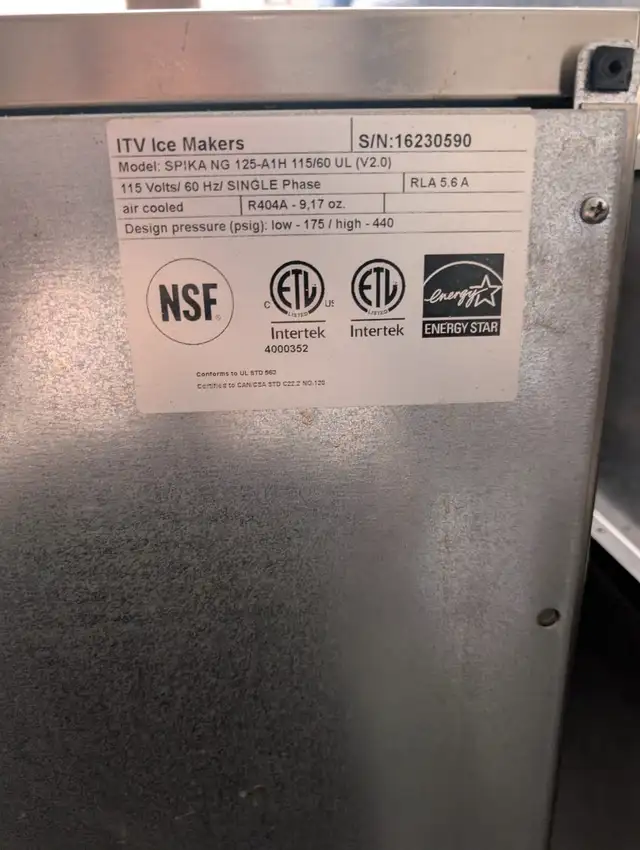 ITV Ice Makers S/N:16230590
Model: SPIKA NG 125-A1H 115/60 UL (V2.0)
115 Volts/ 60 Hz/ SINGLE Phase RLA 5.6 A
air cooled R404A - 9,17 oz.
Design pressure (psig): low - 175 / high - 440
NSF
C ETL US ETL energy
LISTED LISTED ENERGY STAR
Intertek Intertek
4000352
Conforms to UL STD 563
Certified to CAN/CSA STD C22.2 NO.120